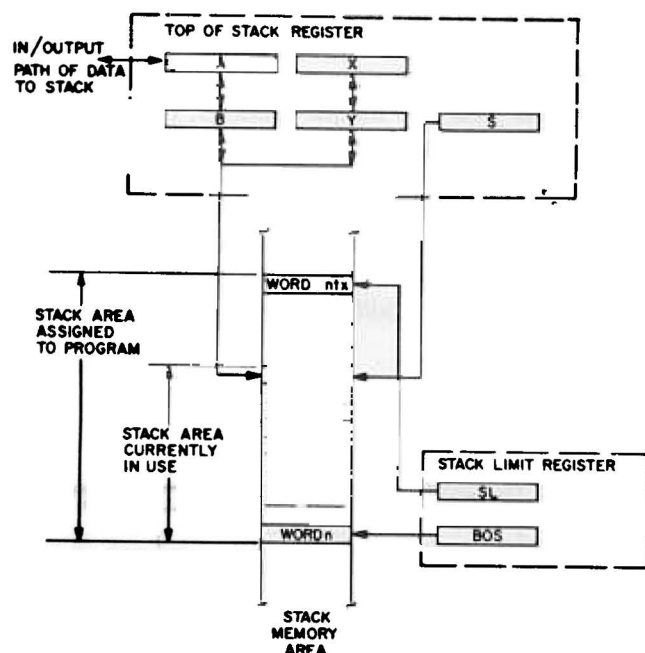 TOP OF STACK REGISTER
IN/OUTPUT
PATH OF DATA
TO STACK
A
X
B
Y
S
WORD n+x
STACK AREA
ASSIGNED
TO PROGRAM
STACK AREA
CURRENTLY
IN USE
STACK LIMIT REGISTER
SL
BOS
WORD n
STACK
MEMORY
AREA